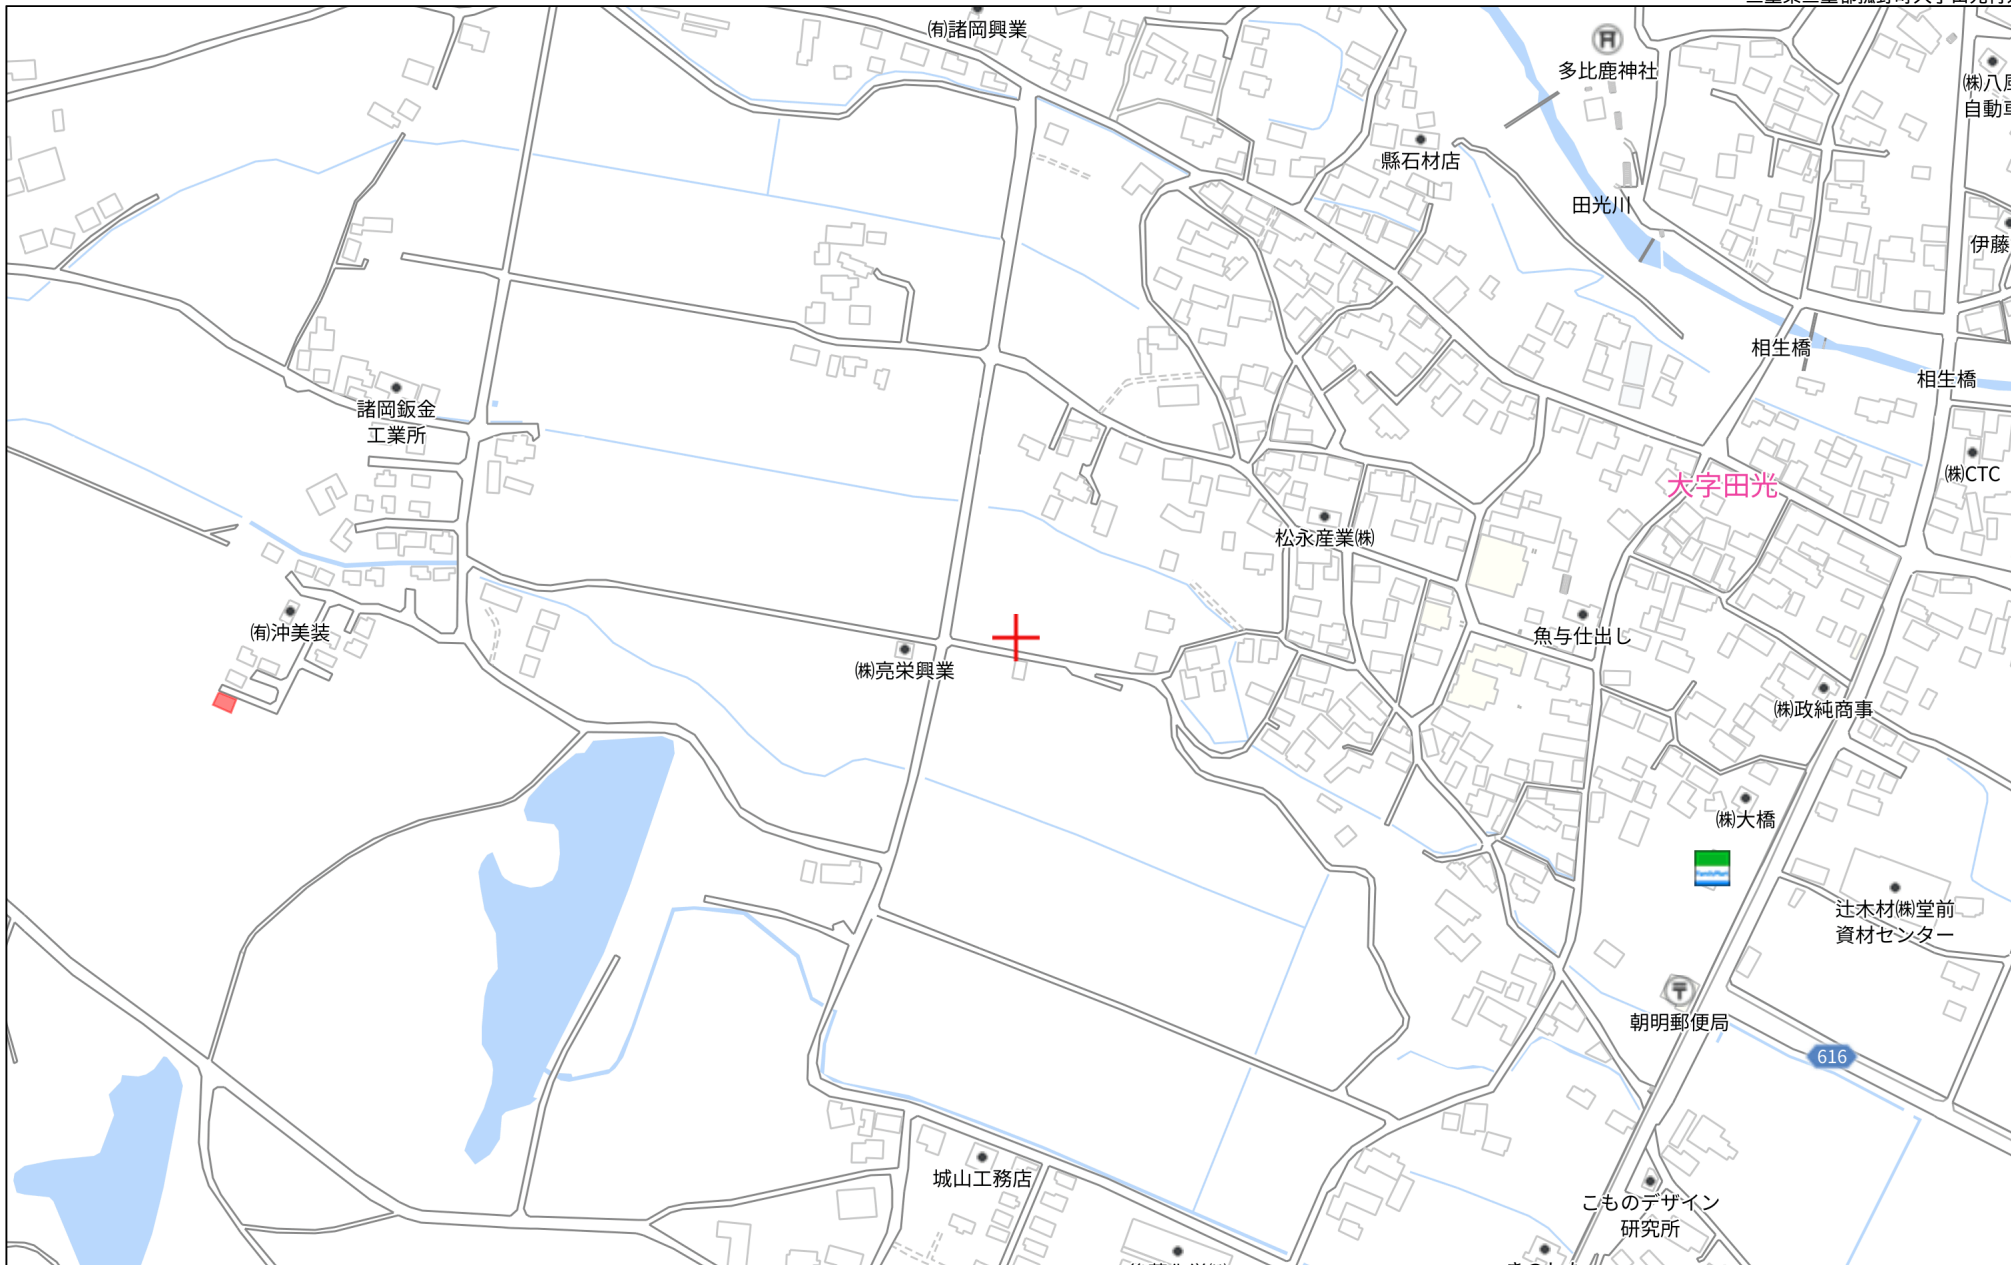 ㈲諸岡興業
多比鹿神社
㈱八風
自動車
縣石材店
田光川
伊藤
相生橋
相生橋
諸岡鈑金
工業所
㈱CTC
大字田光
松永産業㈱
㈲沖美装
魚与仕出し
㈱亮栄興業
㈱政純商事
㈱大橋
FamilyMart
辻木材㈱堂前
資材センター
朝明郵便局
616
城山工務店
こものデザイン
研究所